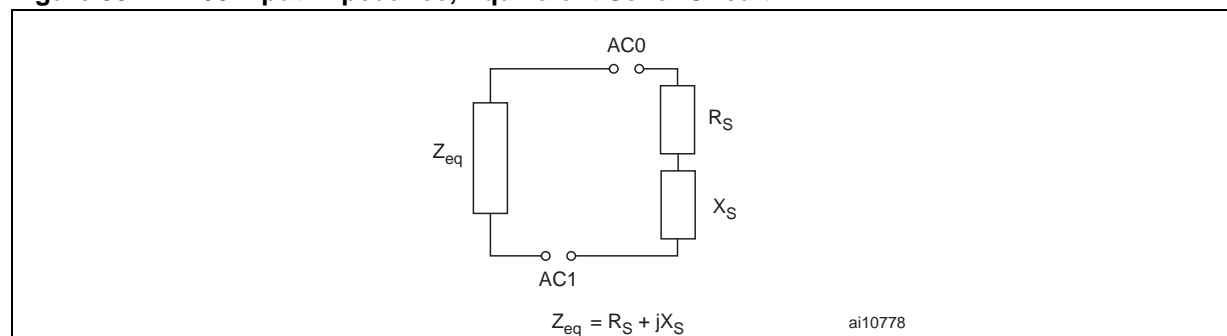 AC0
R_S
Z_eq
X_S
AC1
Z_eq = R_S + jX_S
ai10778